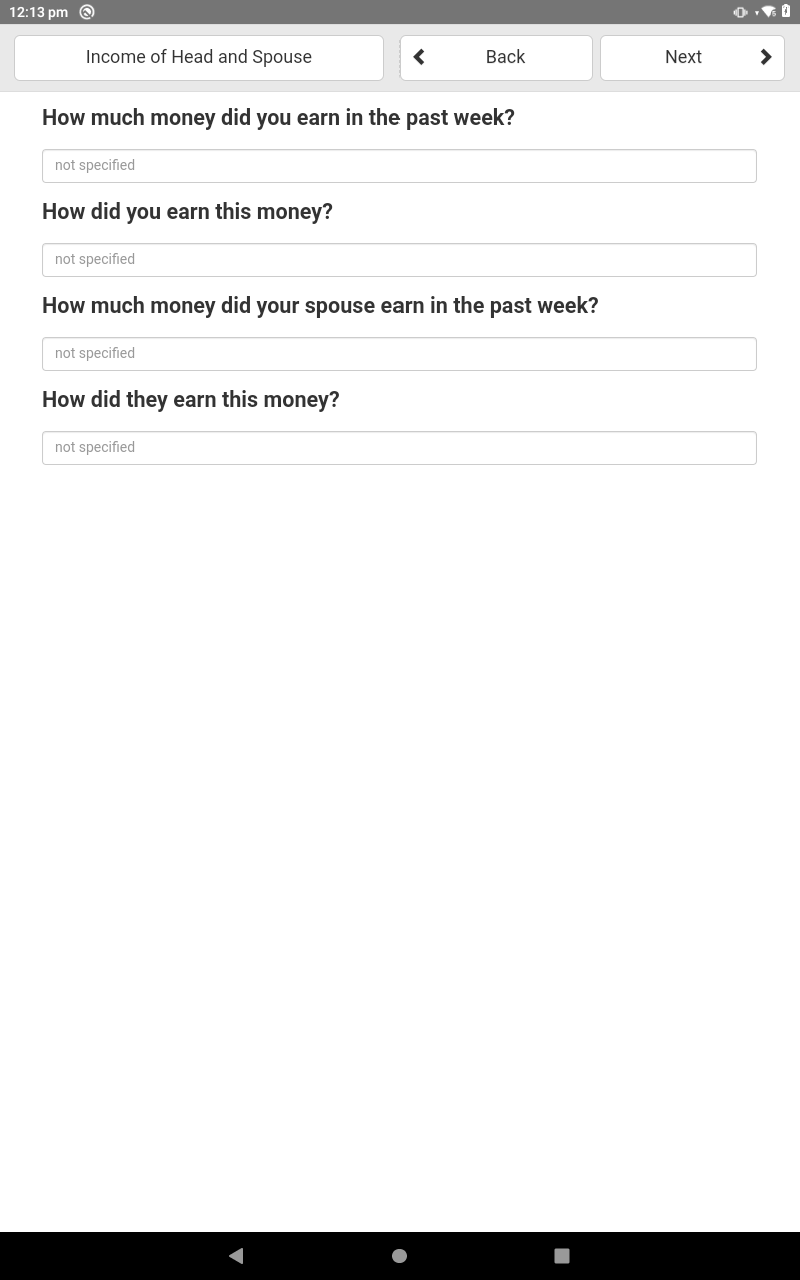 12:13 pm
Income of Head and Spouse
Back
Next
How much money did you earn in the past week?
not specified
How did you earn this money?
not specified
How much money did your spouse earn in the past week?
not specified
How did they earn this money?
not specified